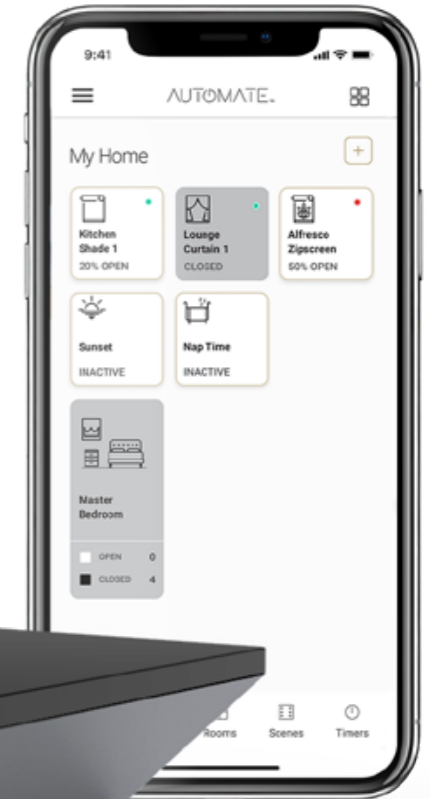 9:41
AUTOMATE™
My Home
Kitchen
Shade 1
20% OPEN
Lounge
Curtain 1
CLOSED
Alfresco
Zipscreen
50% OPEN
Sunset
INACTIVE
Nap Time
INACTIVE
Master
Bedroom
OPEN 0
CLOSED 4
Rooms
Scenes
Timers